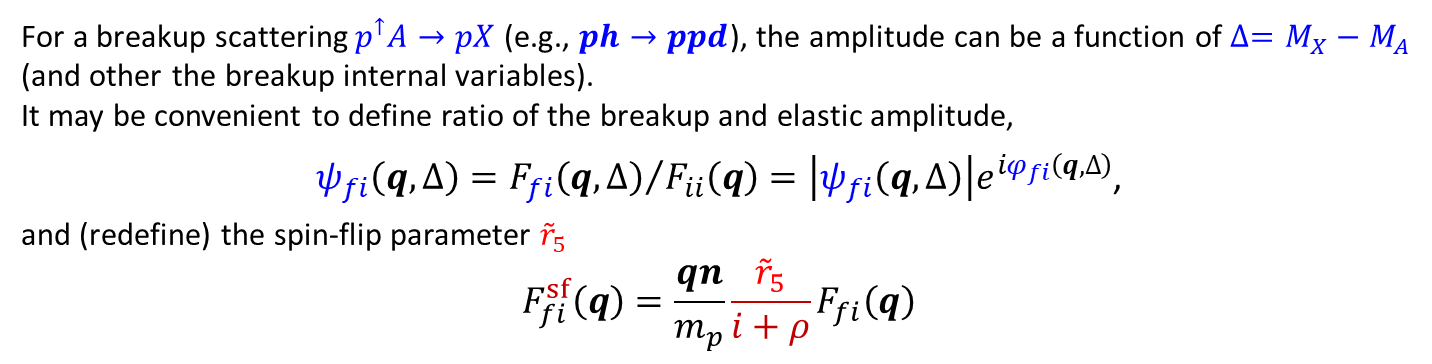 For a breakup scattering p↑A → pX (e.g., ph → ppd), the amplitude can be a function of Δ= M_X − M_A
(and other the breakup internal variables).
It may be convenient to define ratio of the breakup and elastic amplitude,
ψ_fi(q, Δ) = F_fi(q, Δ)/F_ii(q) = |ψ_fi(q, Δ)|e^{iφ_fi(q,Δ)},
and (redefine) the spin-flip parameter r̃_5
F_fi^sf(q) = \frac{qn}{m_p} \frac{r̃_5}{i + ρ} F_fi(q)